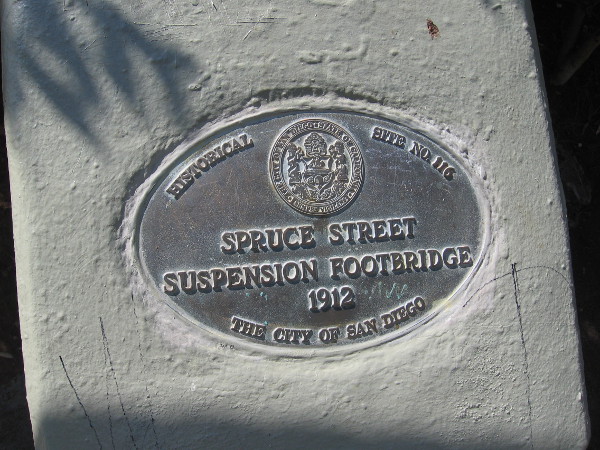 HISTORICAL SITE NO. 116
SPRUCE STREET
SUSPENSION FOOTBRIDGE
1912
THE CITY OF SAN DIEGO